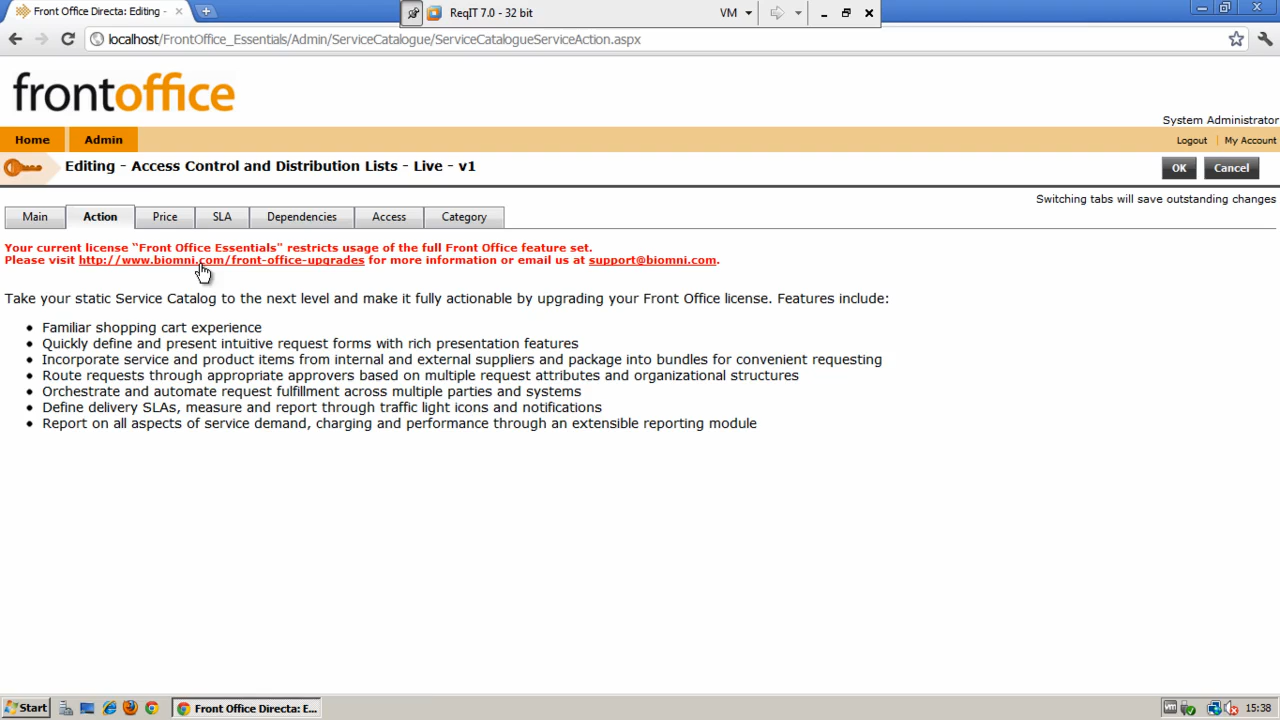 Front Office Directa: Editing -
ReqIT 7.0 - 32 bit
VM
localhost/FrontOffice_Essentials/Admin/ServiceCatalogue/ServiceCatalogueServiceAction.aspx
frontoffice
System Administrator
Home
Admin
Logout
My Account
Editing - Access Control and Distribution Lists - Live - v1
OK
Cancel
Switching tabs will save outstanding changes
Main
Action
Price
SLA
Dependencies
Access
Category
Your current license "Front Office Essentials" restricts usage of the full Front Office feature set.
Please visit http://www.biomni.com/front-office-upgrades for more information or email us at support@biomni.com.
Take your static Service Catalog to the next level and make it fully actionable by upgrading your Front Office license. Features include:
• Familiar shopping cart experience
• Quickly define and present intuitive request forms with rich presentation features
• Incorporate service and product items from internal and external suppliers and package into bundles for convenient requesting
• Route requests through appropriate approvers based on multiple request attributes and organizational structures
• Orchestrate and automate request fulfillment across multiple parties and systems
• Define delivery SLAs, measure and report through traffic light icons and notifications
• Report on all aspects of service demand, charging and performance through an extensible reporting module
Start
Front Office Directa: E...
vm
15:38